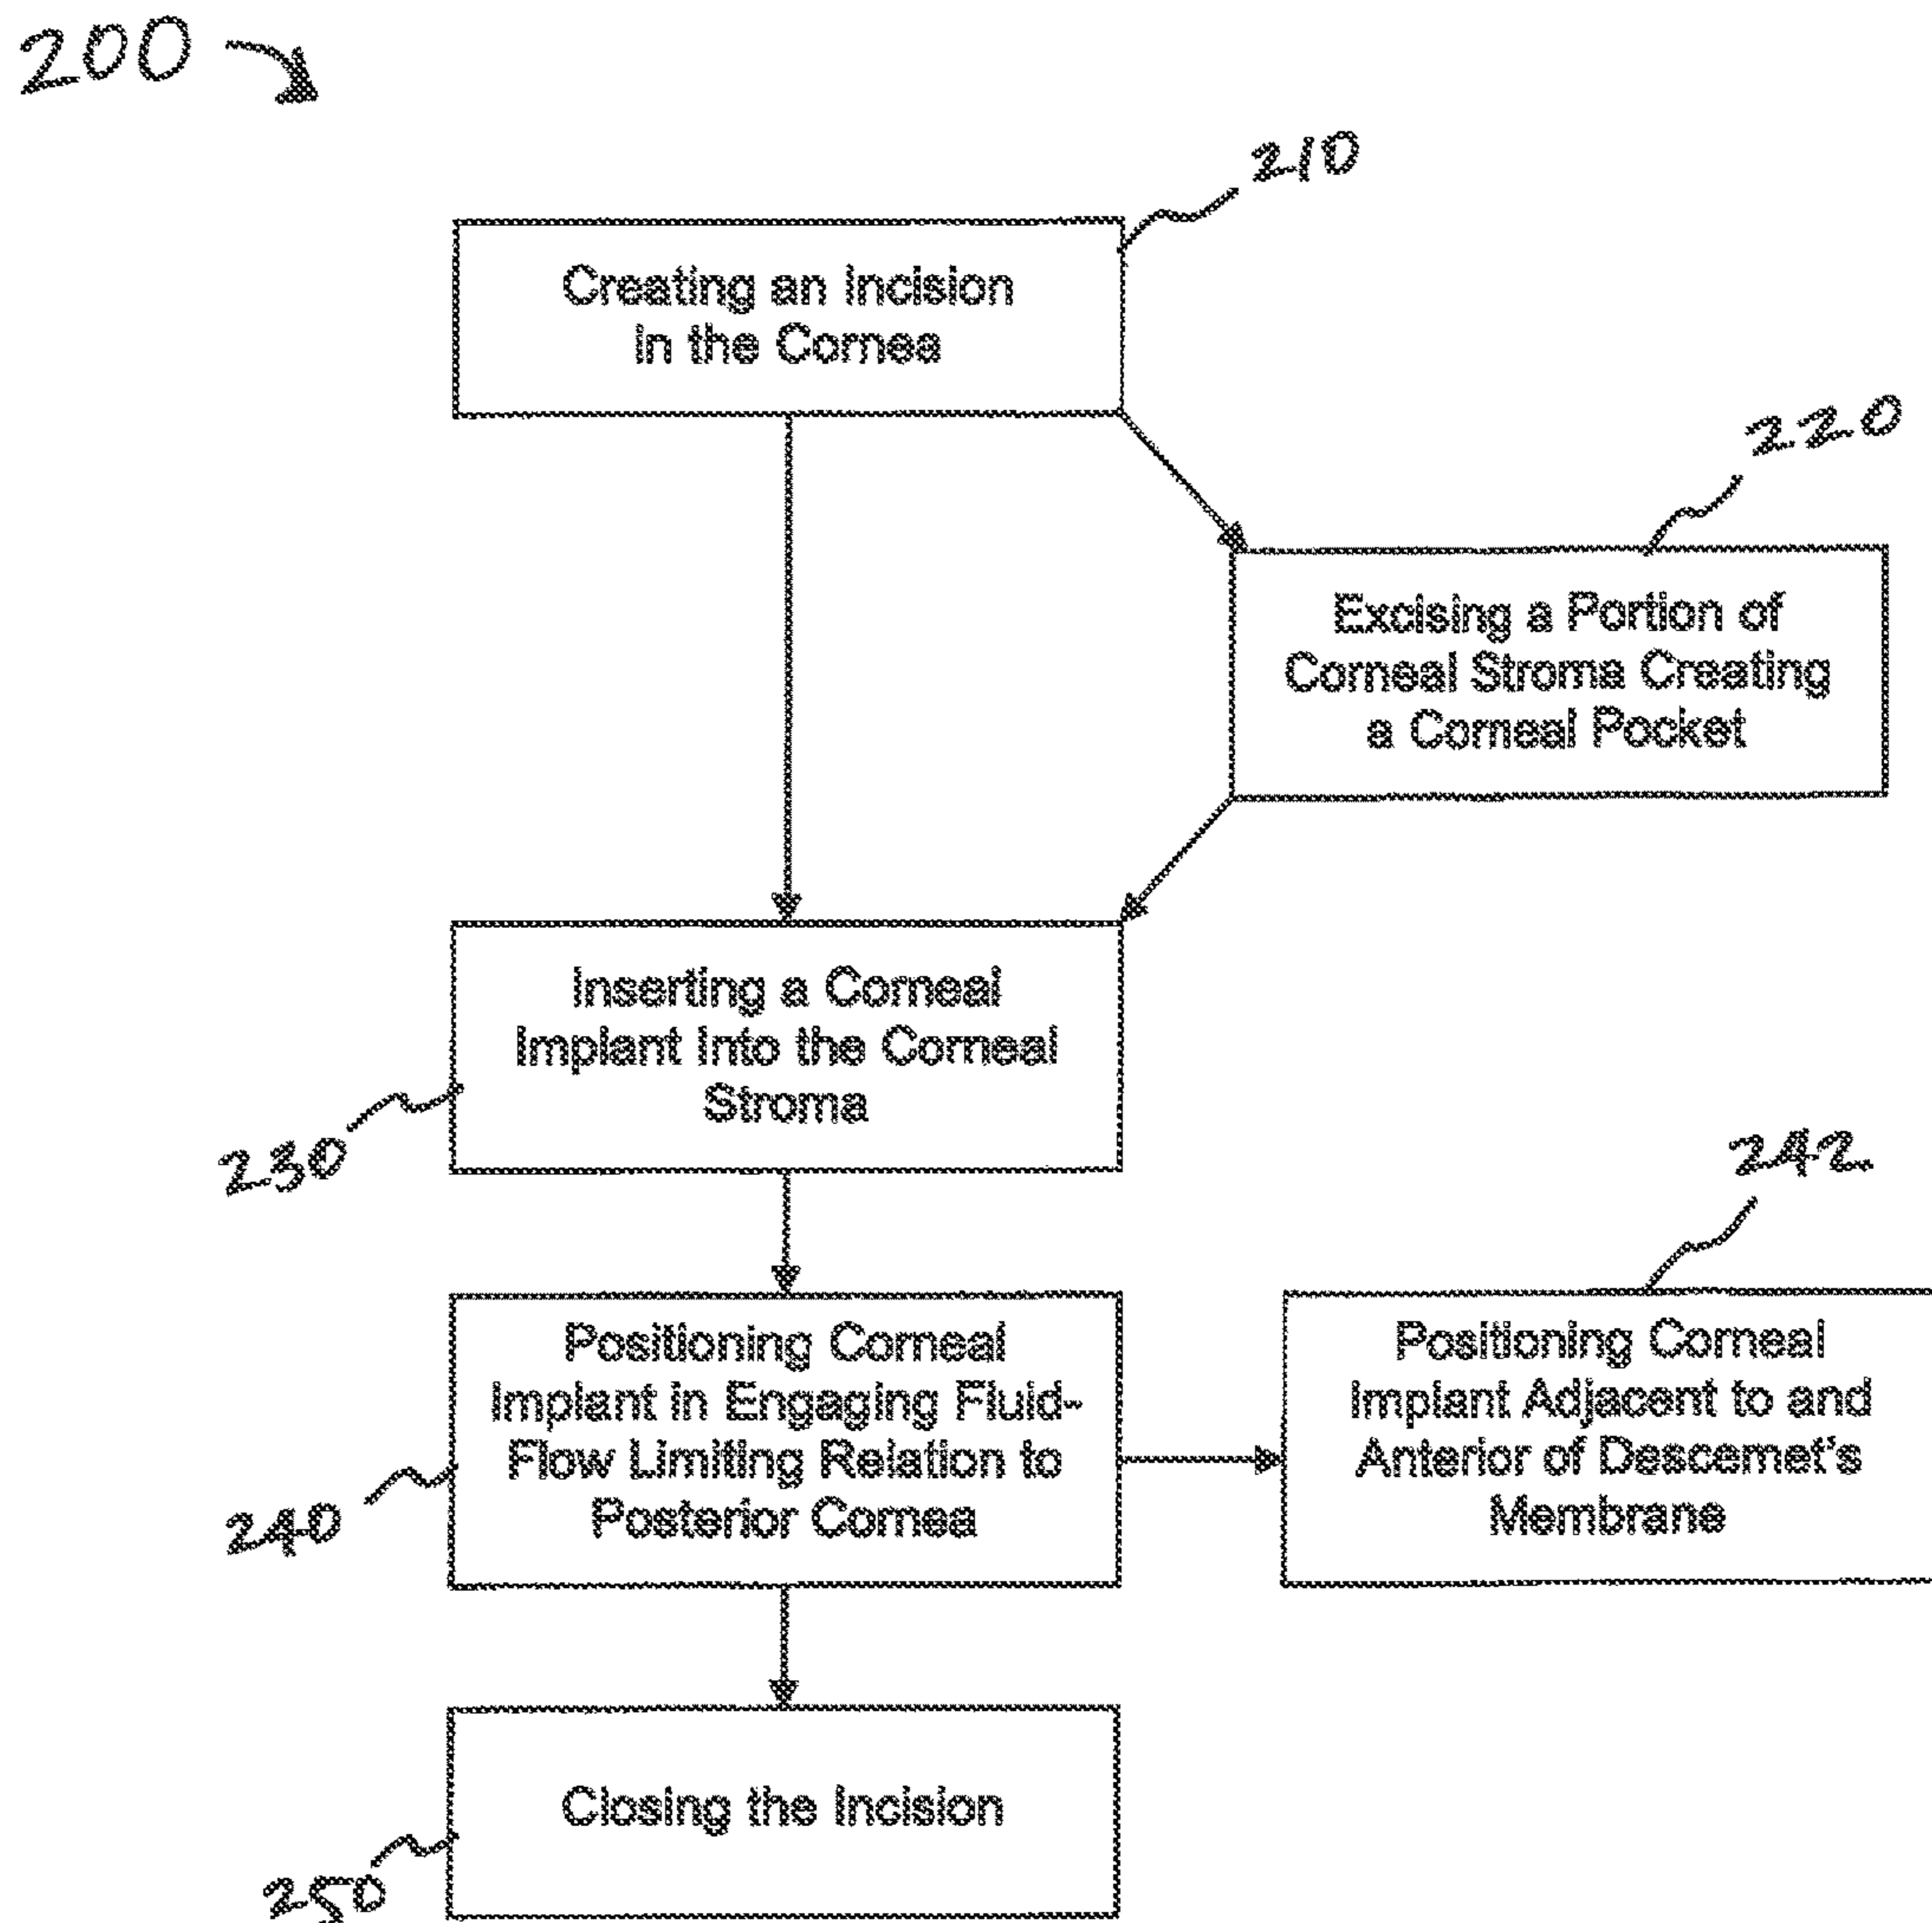 200
210
Creating an Incision
in the Cornea
220
Excising a Portion of
Corneal Stroma Creating
a Corneal Pocket
Inserting a Corneal
Implant Into the Corneal
Stroma
230
242
Positioning Corneal
Implant in Engaging Fluid-
Flow Limiting Relation to
Posterior Cornea
240
Positioning Corneal
Implant Adjacent to and
Anterior of Descemet's
Membrane
Closing the Incision
250